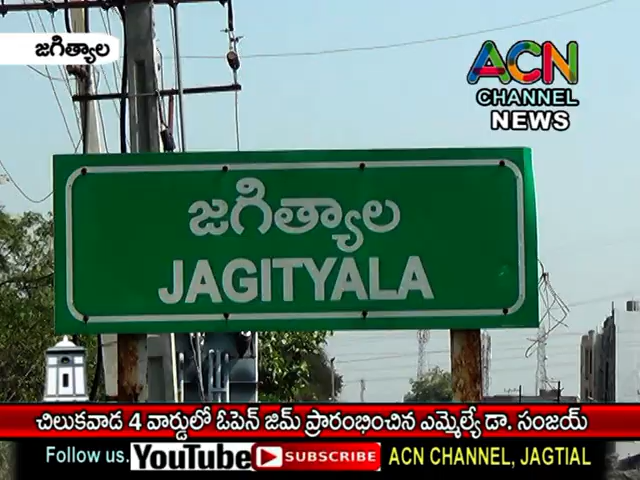 జగిత్యాల
ACN
CHANNEL
NEWS
జగిత్యాల
JAGITYALA
చిలుకవాడ 4 వార్డులో ఓపెన్ జిమ్ ప్రారంభించిన ఎమ్మెల్యే డా. సంజయ్
Follow us. YouTube SUBSCRIBE ACN CHANNEL, JAGTIAL